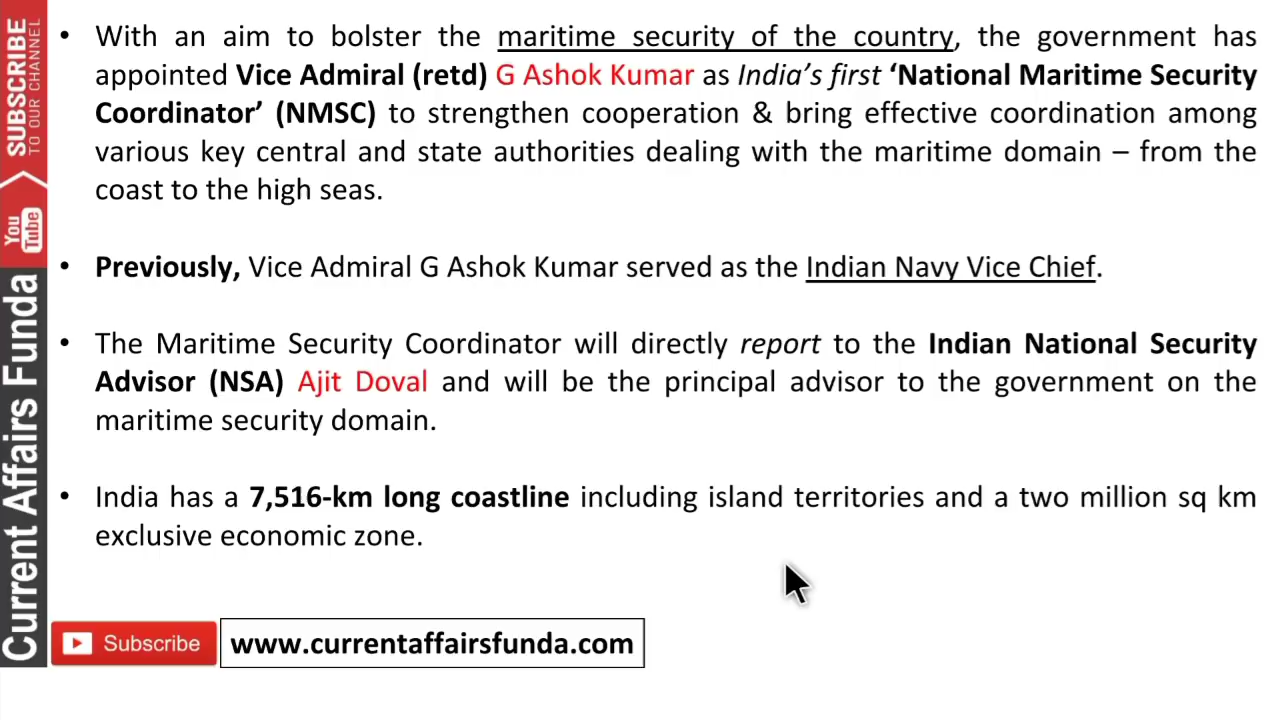 • With an aim to bolster the maritime security of the country, the government has
appointed Vice Admiral (retd) G Ashok Kumar as India's first ‘National Maritime Security
Coordinator’ (NMSC) to strengthen cooperation & bring effective coordination among
various key central and state authorities dealing with the maritime domain – from the
coast to the high seas.
• Previously, Vice Admiral G Ashok Kumar served as the Indian Navy Vice Chief.
• The Maritime Security Coordinator will directly report to the Indian National Security
Advisor (NSA) Ajit Doval and will be the principal advisor to the government on the
maritime security domain.
• India has a 7,516-km long coastline including island territories and a two million sq km
exclusive economic zone.
SUBSCRIBE
TO OUR CHANNEL
You
Tube
Current Affairs Funda
Subscribe
www.currentaffairsfunda.com